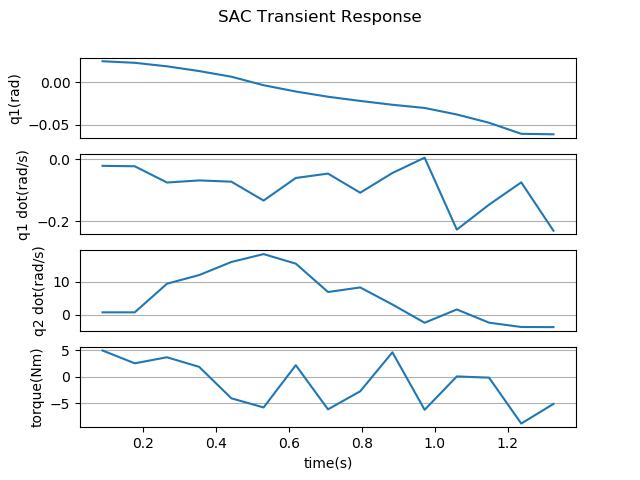 SAC Transient Response
q1(rad)
0.00
−0.05
q1 dot(rad/s)
0.0
−0.2
q2 dot(rad/s)
10
0
torque(Nm)
5
0
−5
0.2 0.4 0.6 0.8 1.0 1.2
time(s)